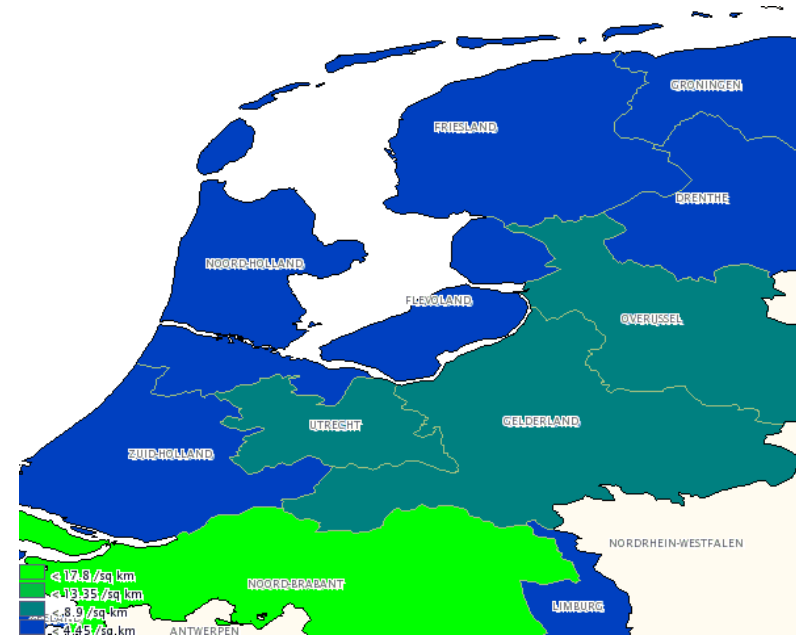 GRONINGEN
FRIESLAND
DRENTHE
NOORD-HOLLAND
FLEVOLAND
OVERIJSSEL
GELDERLAND
UTRECHT
ZUID-HOLLAND
NORDRHEIN-WESTFALEN
< 17.8 /sq km
NOORD-BRABANT
< 13.35 /sq km
LIMBURG
< 8.9 /sq km
< 4.45 /sq km
ANTWERPEN